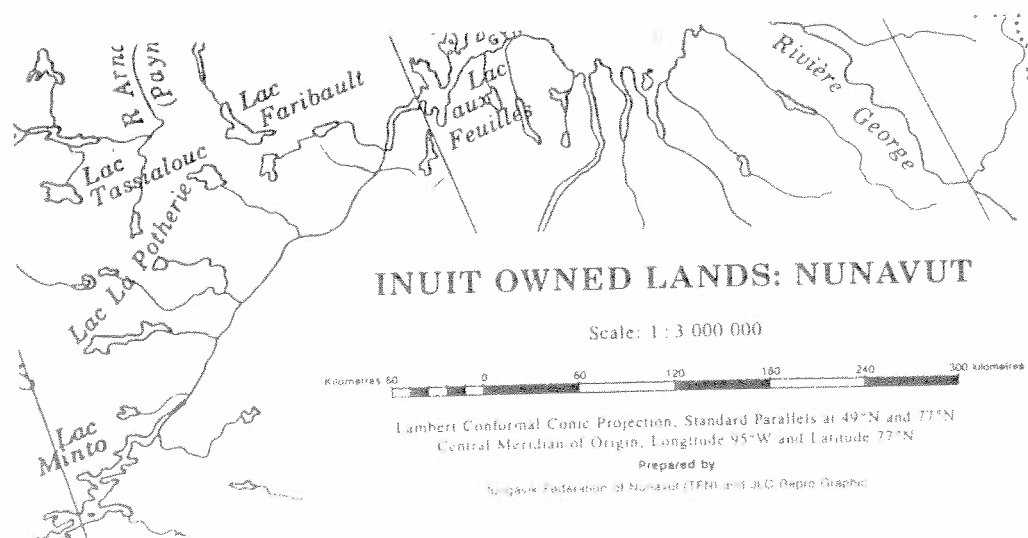 R Arn
(Payn
Lac
Faribault
Lac
aux
Feuilles
Rivière
George
Lac
Tassialouc
Lac La Potherie
INUIT OWNED LANDS: NUNAVUT
Scale: 1 : 3 000 000
Kilometres 60 0 60 120 180 240 300 kilometres
Lambert Conformal Conic Projection, Standard Parallels at 49°N and 77°N
Central Meridian of Origin, Longitude 95°W and Latitude 77°N
Prepared by
Tungavik Federation of Nunavut (TFN) and JLC Repro Graphic
Lac
Minto